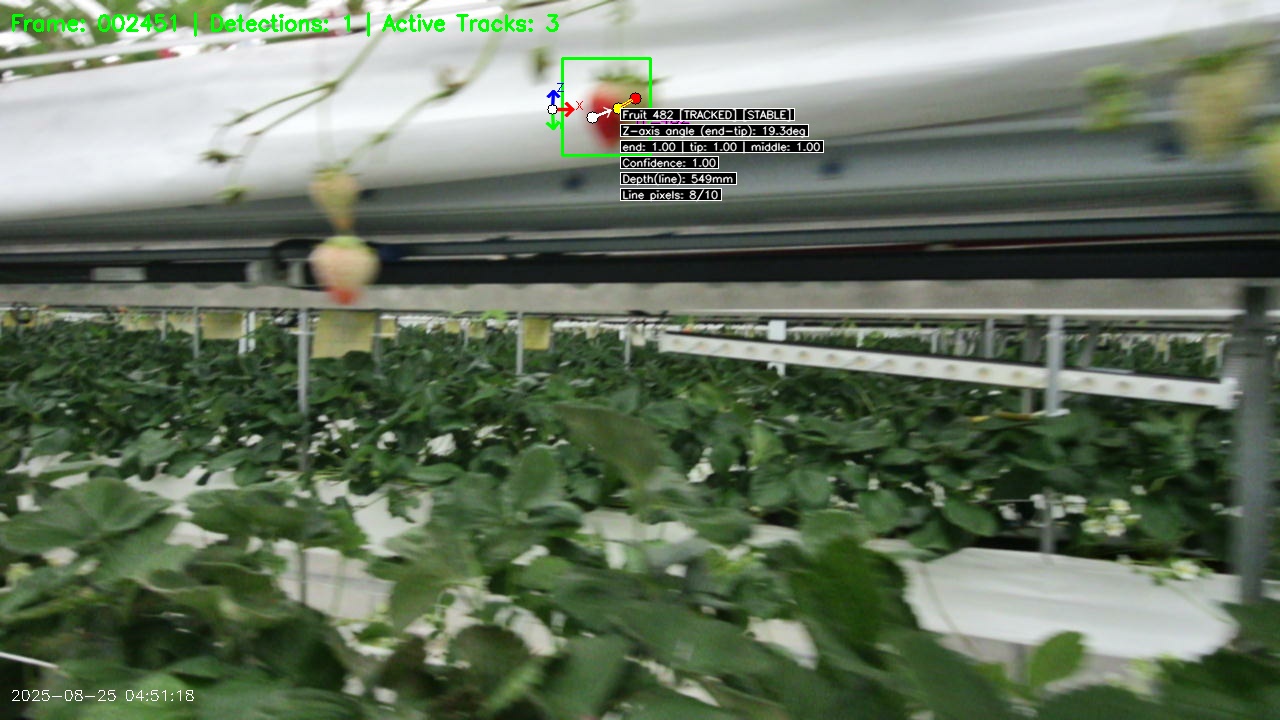 Frame: 002451 | Detections: 1 | Active Tracks: 3
Z
X
Fruit 482 [TRACKED] [STABLE]
Z-axis angle (end-tip): 19.3deg
end: 1.00 | tip: 1.00 | middle: 1.00
Confidence: 1.00
Depth(line): 549mm
Line pixels: 8/10
2025-08-25 04:51:18